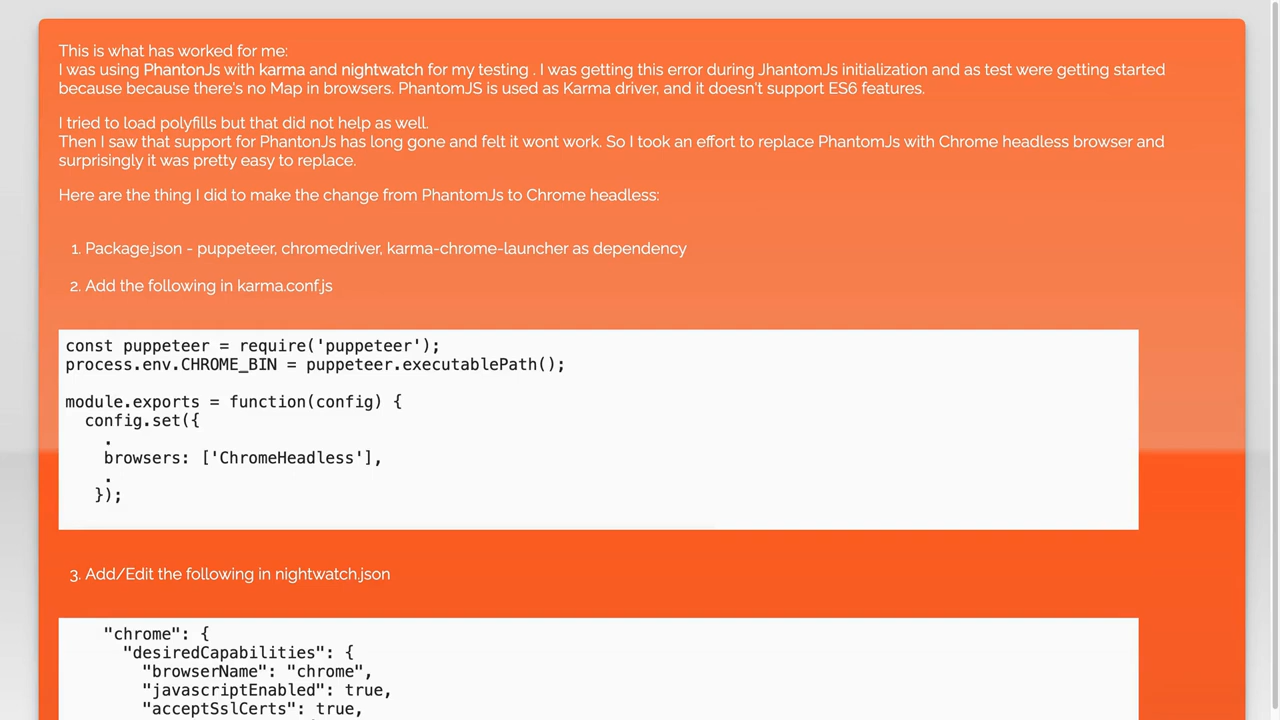 This is what has worked for me:
I was using PhantonJs with karma and nightwatch for my testing . I was getting this error during JhantomJs initialization and as test were getting started
because because there's no Map in browsers. PhantomJS is used as Karma driver, and it doesn't support ES6 features.
I tried to load polyfills but that did not help as well.
Then I saw that support for PhantonJs has long gone and felt it wont work. So I took an effort to replace PhantomJs with Chrome headless browser and
surprisingly it was pretty easy to replace.
Here are the thing I did to make the change from PhantomJs to Chrome headless:
1. Package.json - puppeteer, chromedriver, karma-chrome-launcher as dependency
2. Add the following in karma.conf.js
const puppeteer = require('puppeteer');
process.env.CHROME_BIN = puppeteer.executablePath();
module.exports = function(config) {
config.set({
.
browsers: ['ChromeHeadless'],
.
});
3. Add/Edit the following in nightwatch.json
"chrome": {
"desiredCapabilities": {
"browserName": "chrome",
"javascriptEnabled": true,
"acceptSslCerts": true,